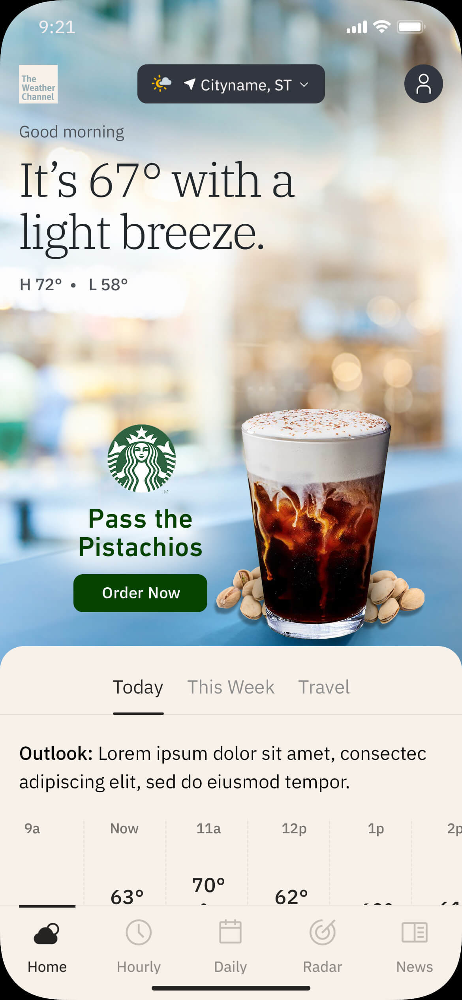 9:21
The
Weather
Channel
Cityname, ST
Good morning
It’s 67° with a
light breeze.
H 72° • L 58°
TM
Pass the
Pistachios
Order Now
Today This Week Travel
Outlook: Lorem ipsum dolor sit amet, consectec
adipiscing elit, sed do eiusmod tempor.
9a Now 11a 12p 1p 2p
63° 70° 62°
Home Hourly Daily Radar News